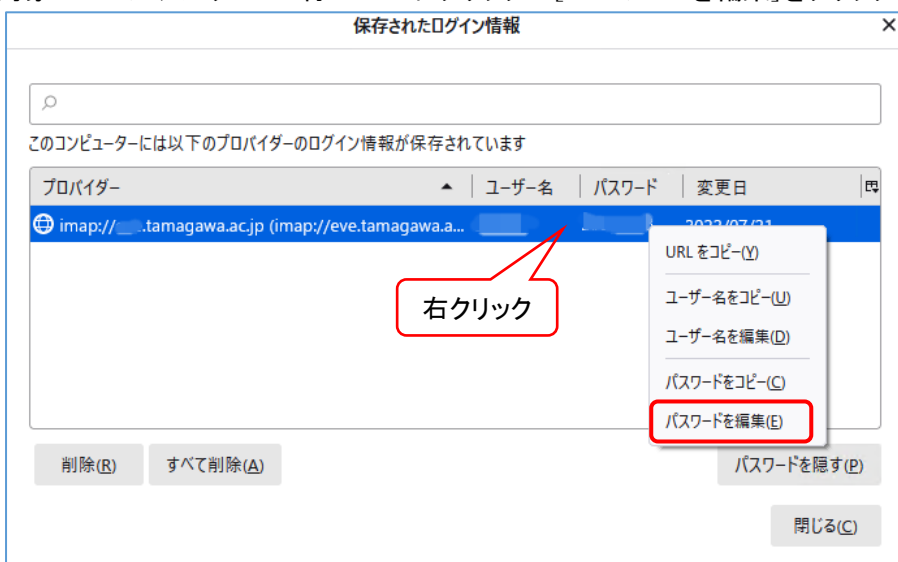 保存されたログイン情報
このコンピューターには以下のプロバイダーのログイン情報が保存されています
プロバイダー ユーザー名 パスワード 変更日
imap://    .tamagawa.ac.jp (imap://eve.tamagawa.a...
URL をコピー(Y)
右クリック
ユーザー名をコピー(U)
ユーザー名を編集(D)
パスワードをコピー(C)
パスワードを編集(E)
削除(R) すべて削除(A) パスワードを隠す(P)
閉じる(C)